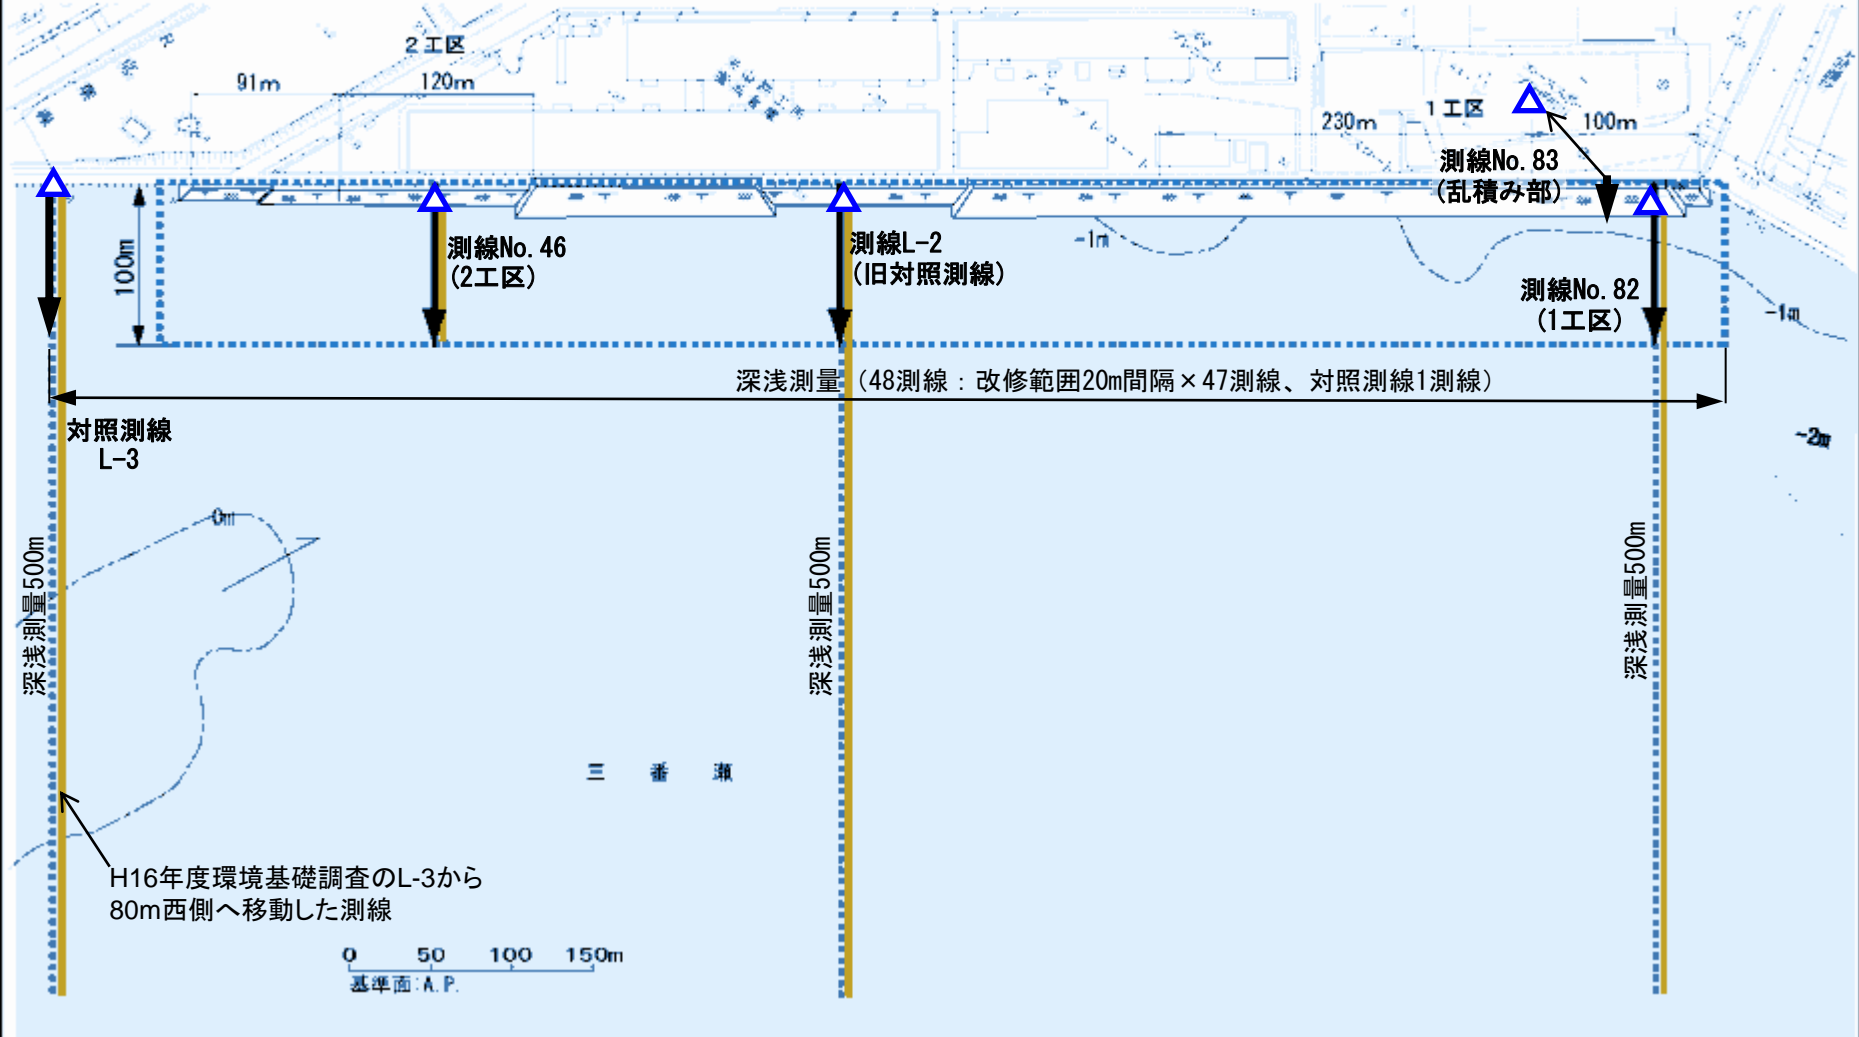 2工区
91m
120m
1工区
230m
100m
測線No.83
(乱積み部)
100m
測線No.46
(2工区)
測線L-2
(旧対照測線)
-1m
測線No.82
(1工区)
-1m
深浅測量（48測線：改修範囲20m間隔×47測線、対照測線1測線）
対照測線
L-3
-2m
0m
深浅測量500m
深浅測量500m
深浅測量500m
三番瀬
H16年度環境基礎調査のL-3から
80m西側へ移動した測線
0 50 100 150m
基準面:A.P.